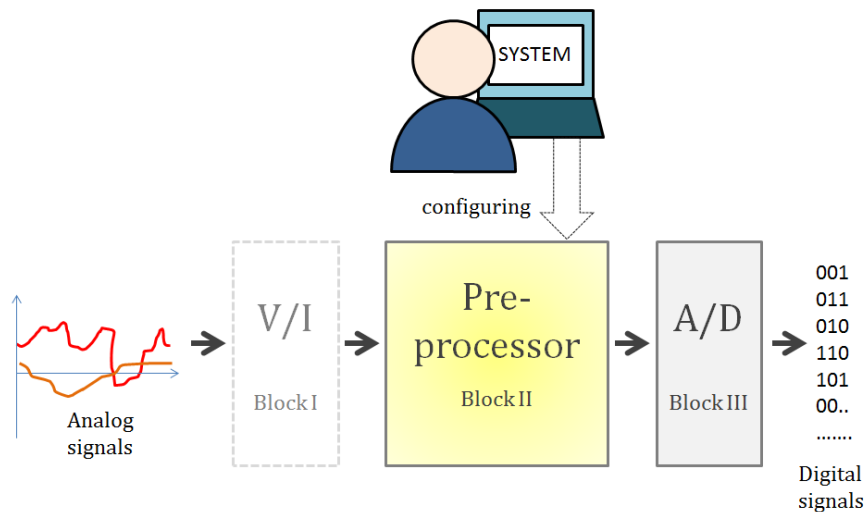 SYSTEM
configuring
V/I
Block I
Pre-
processor
Block II
A/D
Block III
Analog
signals
001
011
010
110
101
00..
.......
Digital
signals